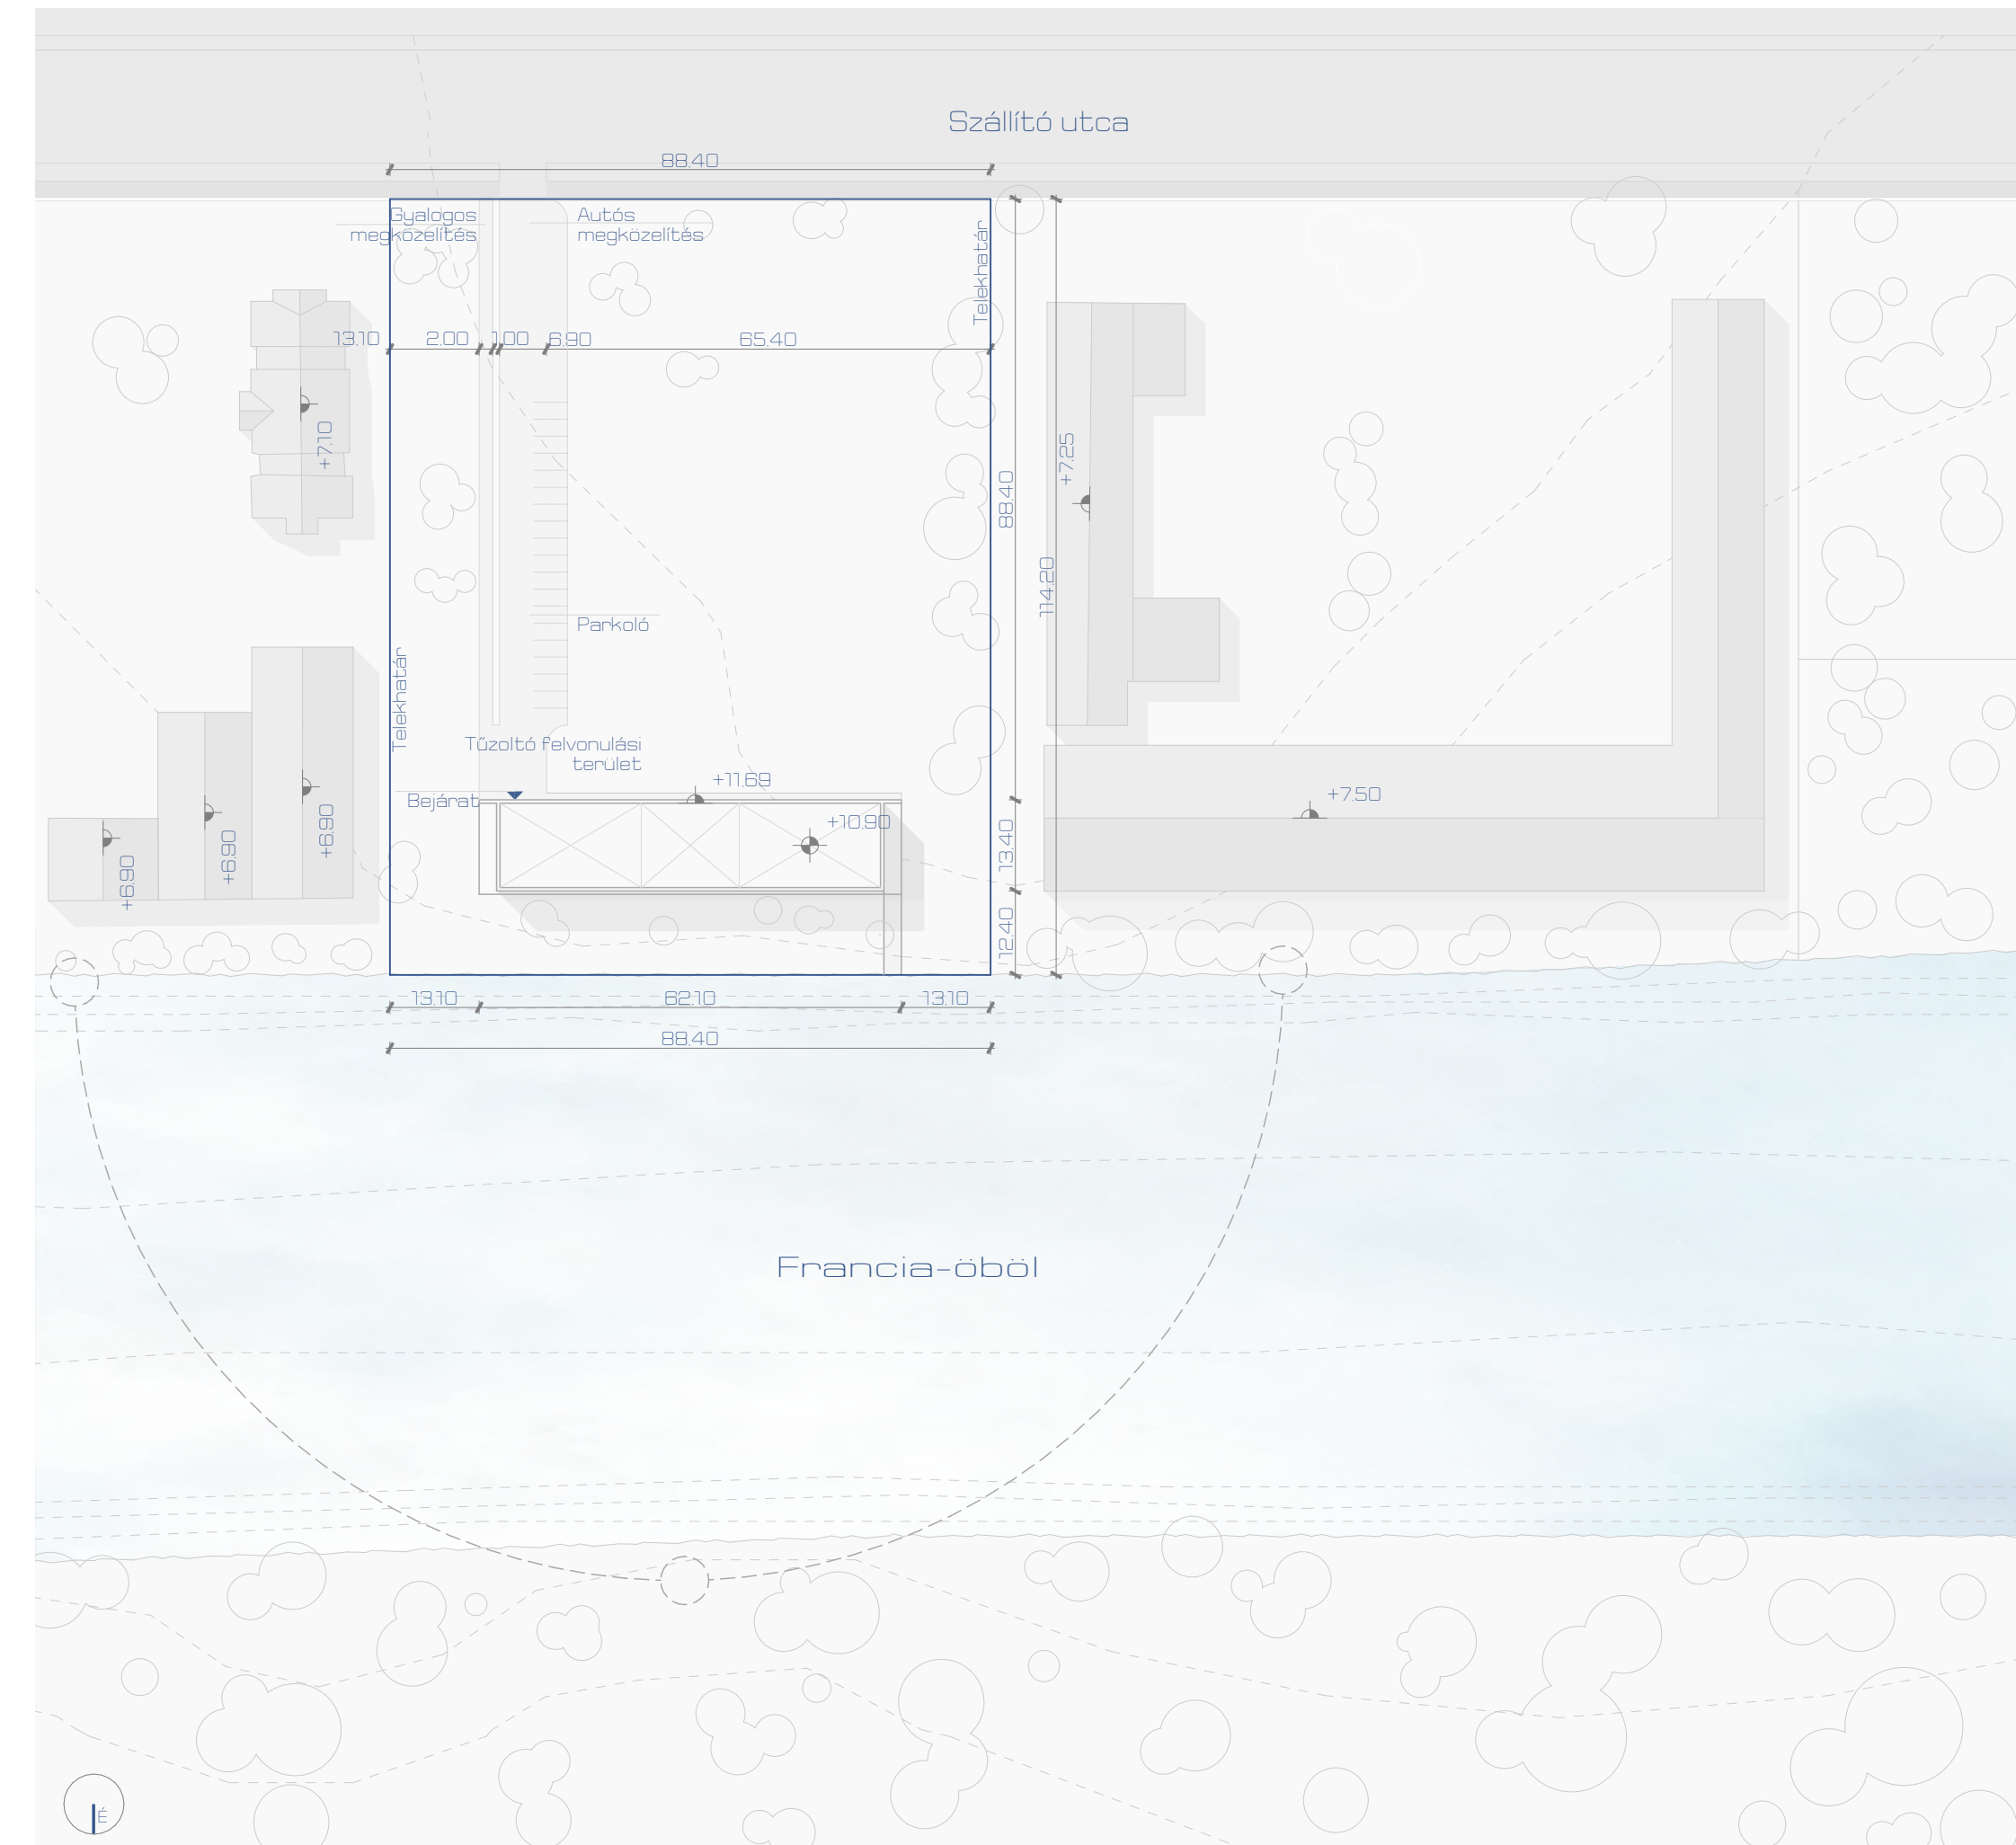 Szállító utca
88.40
Gyalogos
megközelítés
Autós
megközelítés
Telekhatár
13.10
2.00
1.00
6.90
65.40
+7.10
+7.25
88.40
114.20
Parkoló
Telekhatár
Tűzoltó felvonulási
terület
+11.69
Bejárat
+10.90
+7.50
+6.90
+6.90
+6.90
13.40
12.40
13.10
62.10
13.10
88.40
Francia-öböl
É